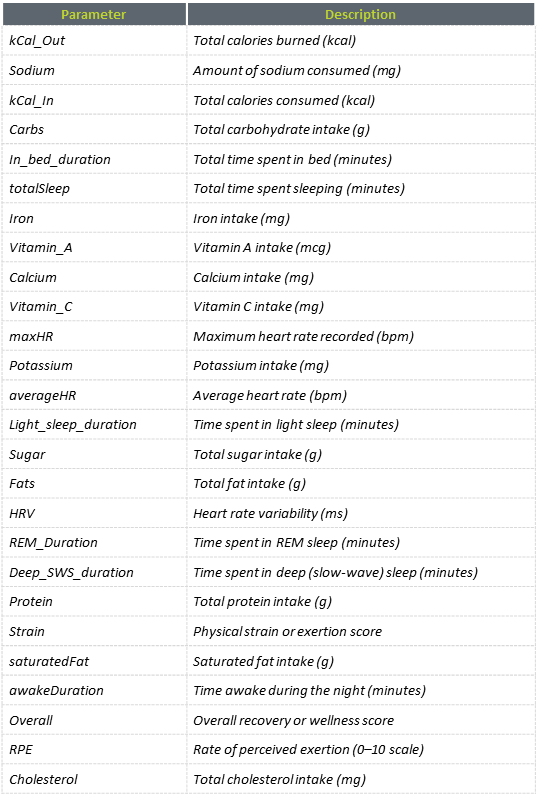 Parameter Description
kCal_Out Total calories burned (kcal)
Sodium Amount of sodium consumed (mg)
kCal_In Total calories consumed (kcal)
Carbs Total carbohydrate intake (g)
In_bed_duration Total time spent in bed (minutes)
totalSleep Total time spent sleeping (minutes)
Iron Iron intake (mg)
Vitamin_A Vitamin A intake (mcg)
Calcium Calcium intake (mg)
Vitamin_C Vitamin C intake (mg)
maxHR Maximum heart rate recorded (bpm)
Potassium Potassium intake (mg)
averageHR Average heart rate (bpm)
Light_sleep_duration Time spent in light sleep (minutes)
Sugar Total sugar intake (g)
Fats Total fat intake (g)
HRV Heart rate variability (ms)
REM_Duration Time spent in REM sleep (minutes)
Deep_SWS_duration Time spent in deep (slow-wave) sleep (minutes)
Protein Total protein intake (g)
Strain Physical strain or exertion score
saturatedFat Saturated fat intake (g)
awakeDuration Time awake during the night (minutes)
Overall Overall recovery or wellness score
RPE Rate of perceived exertion (0–10 scale)
Cholesterol Total cholesterol intake (mg)